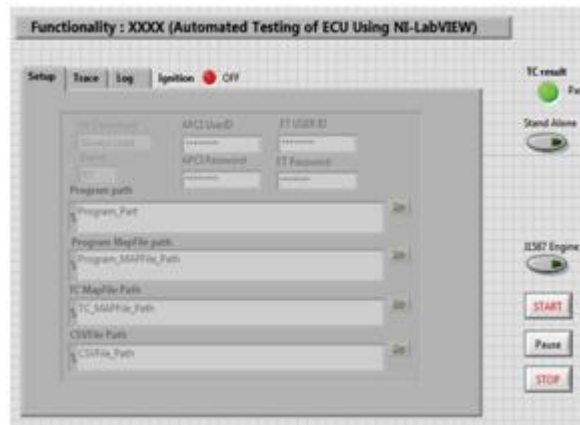 Functionality : XXXX (Automated Testing of ECU Using NI-LabVIEW)
Setup Trace Log Ignition OFF
TC result
Stand Alone
APCI UserID FT USER ID
******** ********
APCI Password FT Password
******** ********
Program path
Program_Part
Program MapFile path
Program_MAPFile_Path
TC MapFile Path
TC_MAPFile_Path
CSVFile Path
CSVFile_Path
J1587 Engine
START
Pause
STOP